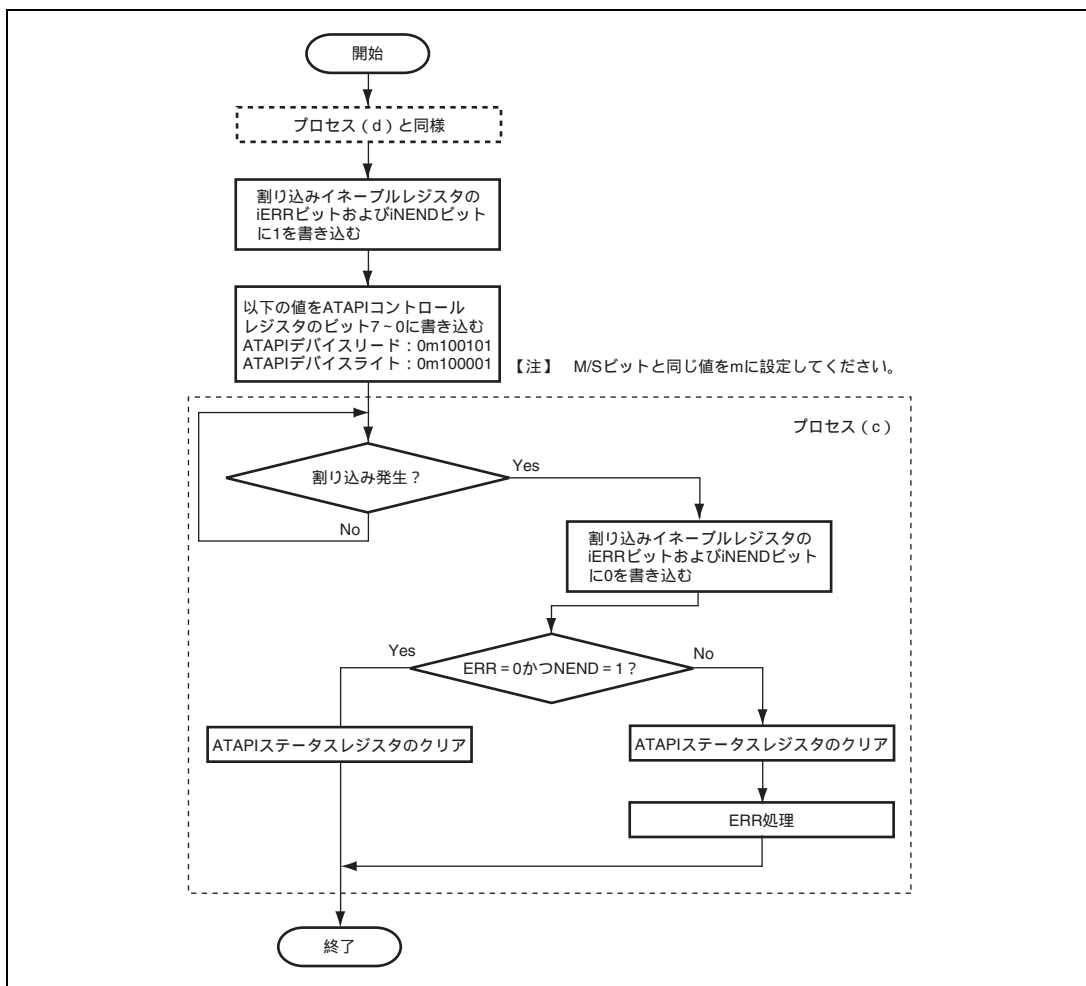 開始
プロセス（d）と同様
割り込みイネーブルレジスタの
iERRビットおよびiNENDビット
に1を書き込む
以下の値をATAPIコントロール
レジスタのビット7～0に書き込む
ATAPIデバイスリード：0m100101
ATAPIデバイスライト：0m100001
【注】 M/Sビットと同じ値をmに設定してください。
プロセス（c）
割り込み発生？
Yes
No
割り込みイネーブルレジスタの
iERRビットおよびiNENDビット
に0を書き込む
Yes
ERR＝0かつNEND＝1？
No
ATAPIステータスレジスタのクリア
ATAPIステータスレジスタのクリア
ERR処理
終了